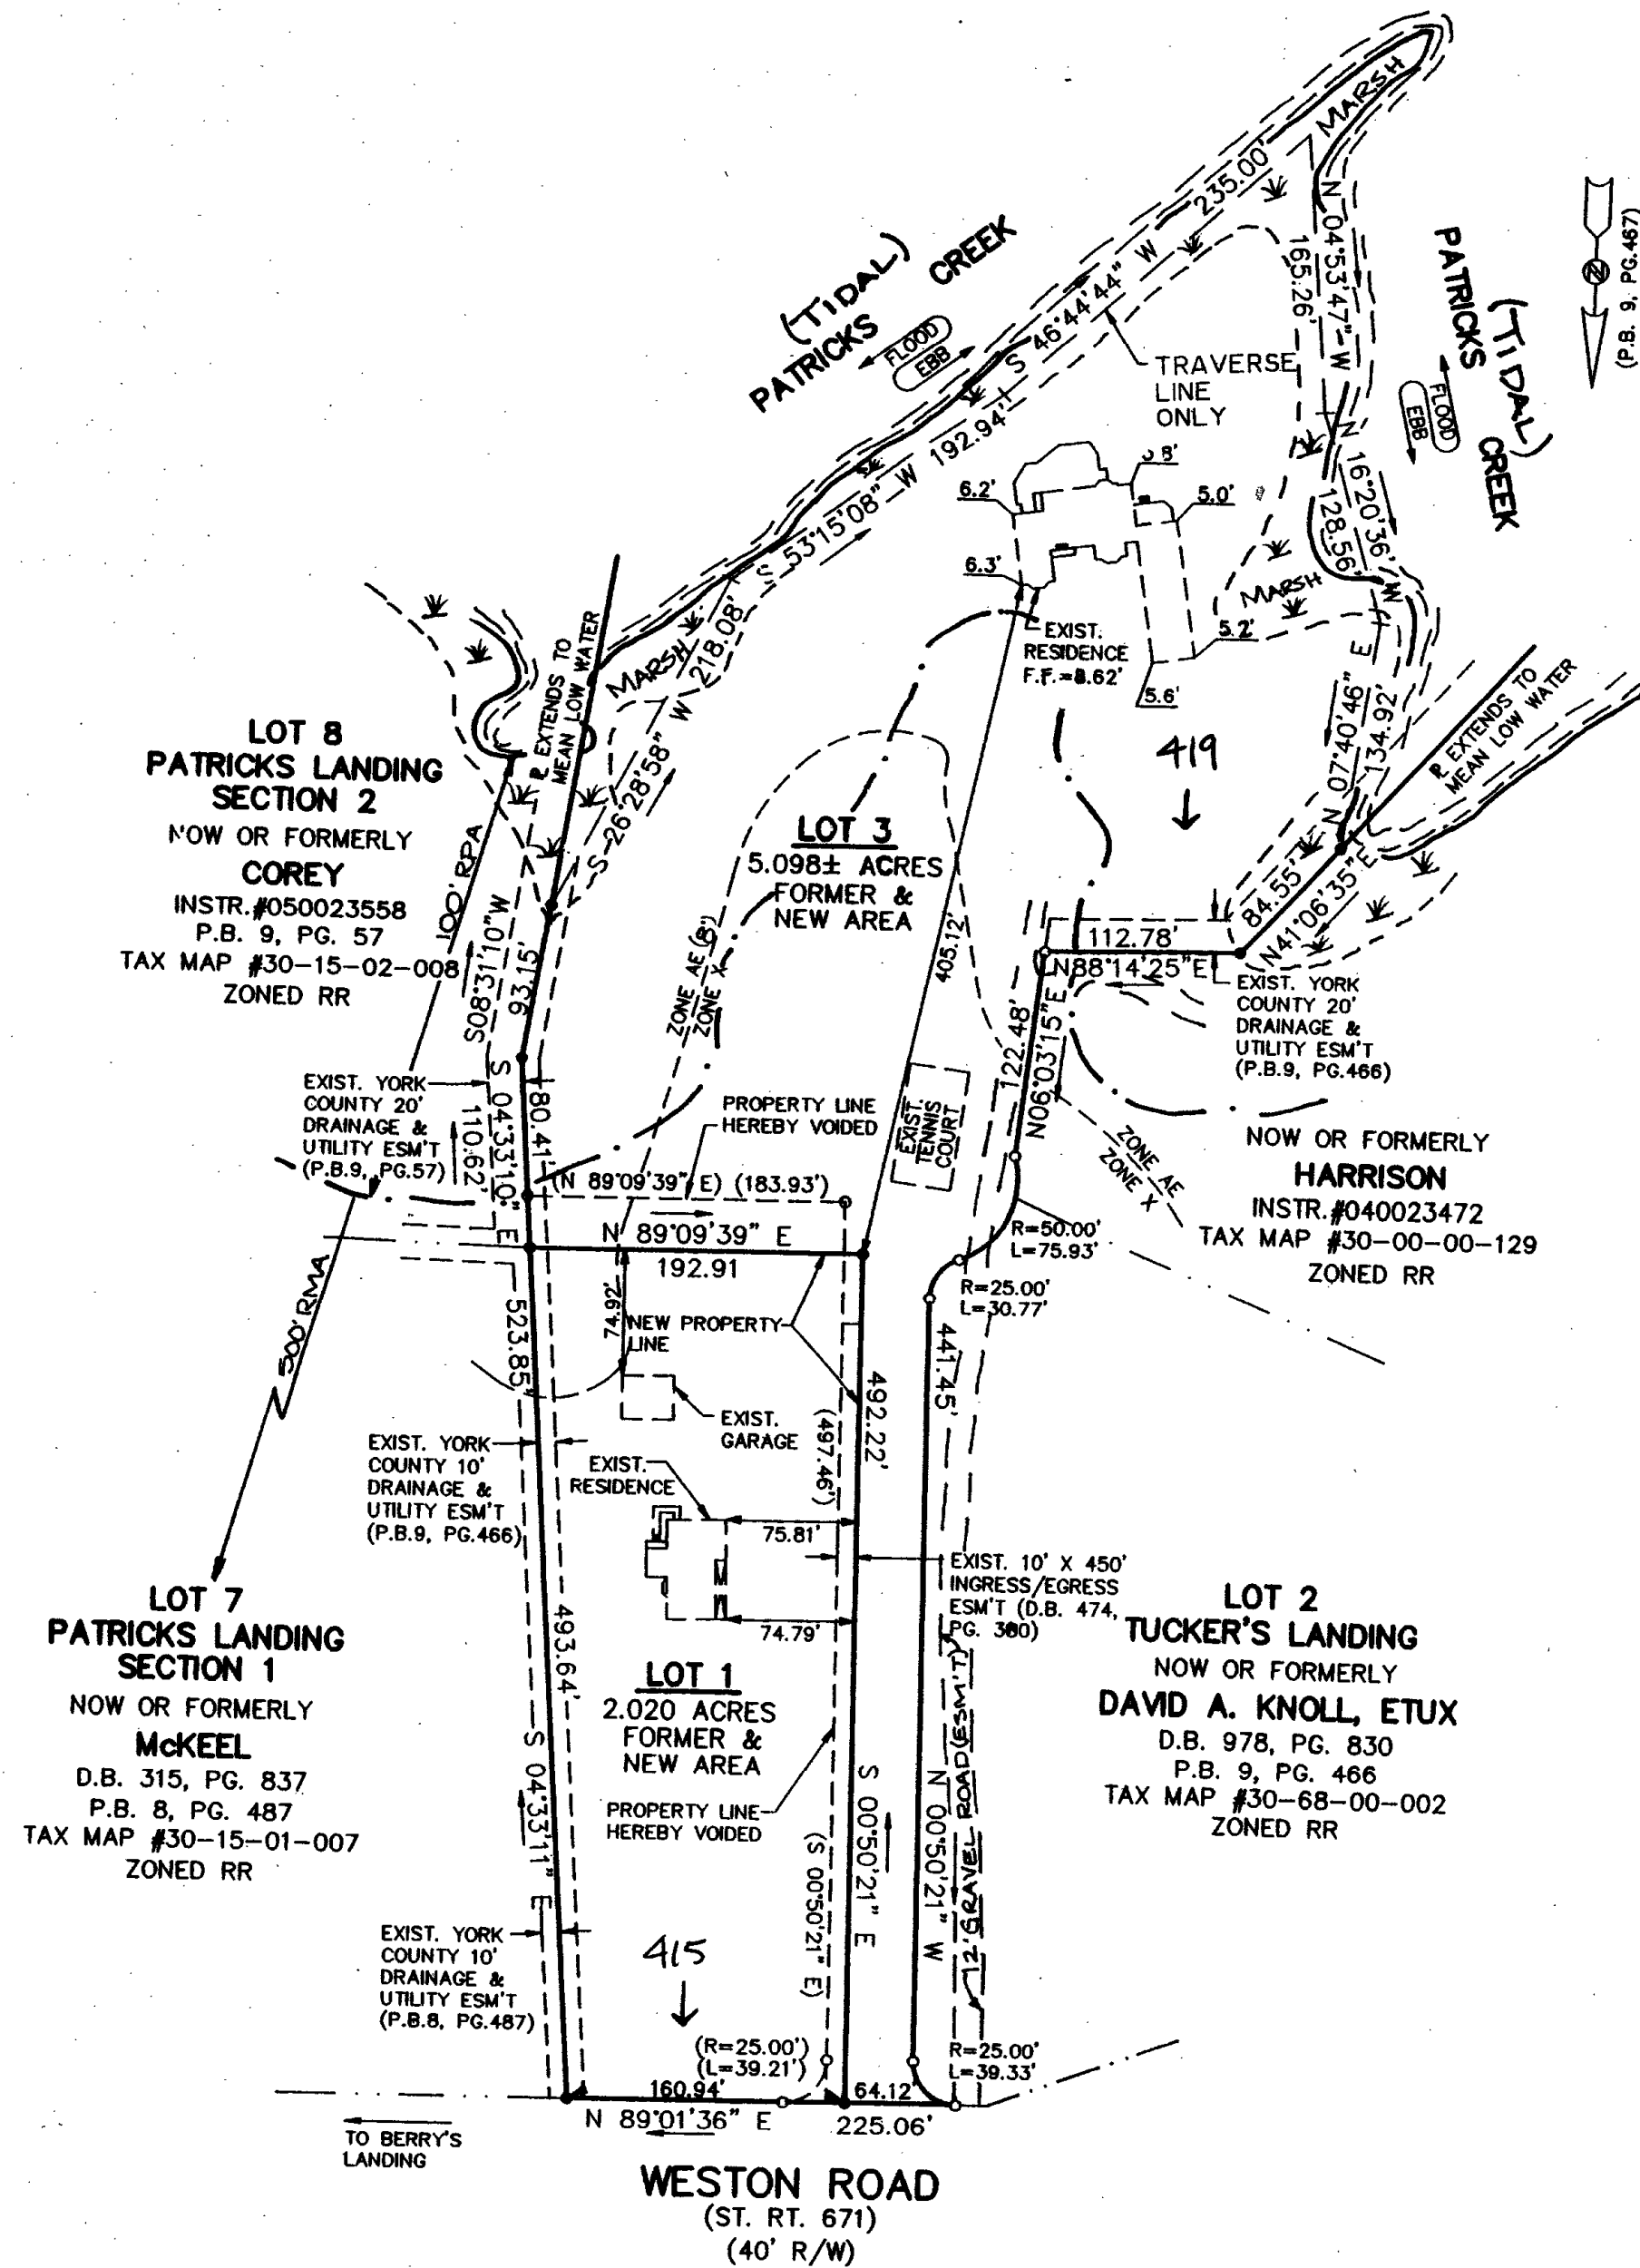 MARSH
235.00'
(P.B. 9, PG.467)
N 04°53'47" W
165.26'
(TIDAL)
PATRICKS CREEK
FLOOD
EBB
S 46°44'44" W
TRAVERSE
LINE
ONLY
(TIDAL)
PATRICKS CREEK
FLOOD
EBB
192.94'
S 53°15'08" W
N 16°20'36" W
128.56'
6.2'
5.0'
6.3'
5.2'
5.6'
EXIST.
RESIDENCE
MARSH
MARSH
218.08'
S 26°28'58" W
N 07°40'46" E
134.92'
℄ EXTENDS TO
MEAN LOW WATER
℄ EXTENDS TO
MEAN LOW WATER
419
LOT 8
PATRICKS LANDING
SECTION 2
NOW OR FORMERLY
COREY
INSTR.#050023558
P.B. 9, PG. 57
TAX MAP #30-15-02-008
ZONED RR
100' RPA
LOT 3
5.098± ACRES
FORMER &
NEW AREA
84.55'
N41°06'35"E
112.78'
N88°14'25"E
S08°31'10"W
93.15'
ZONE AE (8')
ZONE X
405.12'
122.48'
N06°03'15"E
EXIST. YORK
COUNTY 20'
DRAINAGE &
UTILITY ESM'T
(P.B.9, PG.466)
EXIST. YORK
COUNTY 20'
DRAINAGE &
UTILITY ESM'T
(P.B.9, PG.57)
S 04°33'10" E
110.62'
80.41'
PROPERTY LINE
HEREBY VOIDED
EXIST.
TENNIS
COURT
ZONE AE
ZONE X
NOW OR FORMERLY
HARRISON
INSTR.#040023472
TAX MAP #30-00-00-129
ZONED RR
(N 89°09'39" E) (183.93')
N 89°09'39" E
192.91
R=50.00'
L=75.93'
R=25.00'
L=30.77'
500' RMA
523.85'
74.92'
NEW PROPERTY
LINE
441.45'
492.22'
(497.46')
EXIST.
GARAGE
EXIST. YORK
COUNTY 10'
DRAINAGE &
UTILITY ESM'T
(P.B.9, PG.466)
EXIST.
RESIDENCE
75.81'
74.79'
EXIST. 10' X 450'
INGRESS/EGRESS
ESM'T (D.B. 474,
PG. 380)
LOT 7
PATRICKS LANDING
SECTION 1
NOW OR FORMERLY
McKEEL
D.B. 315, PG. 837
P.B. 8, PG. 487
TAX MAP #30-15-01-007
ZONED RR
493.64'
S 04°33'11" E
LOT 1
2.020 ACRES
FORMER &
NEW AREA
PROPERTY LINE
HEREBY VOIDED
(S 00°50'21" E)
S 00°50'21" E
N 00°50'21" W
12' GRAVEL ROAD (ESM'T)
LOT 2
TUCKER'S LANDING
NOW OR FORMERLY
DAVID A. KNOLL, ETUX
D.B. 978, PG. 830
P.B. 9, PG. 466
TAX MAP #30-68-00-002
ZONED RR
EXIST. YORK
COUNTY 10'
DRAINAGE &
UTILITY ESM'T
(P.B.8, PG.487)
415
(R=25.00')
(L=39.21')
R=25.00'
L=39.33'
160.94'
64.12'
N 89°01'36" E
225.06'
TO BERRY'S
LANDING
WESTON ROAD
(ST. RT. 671)
(40' R/W)